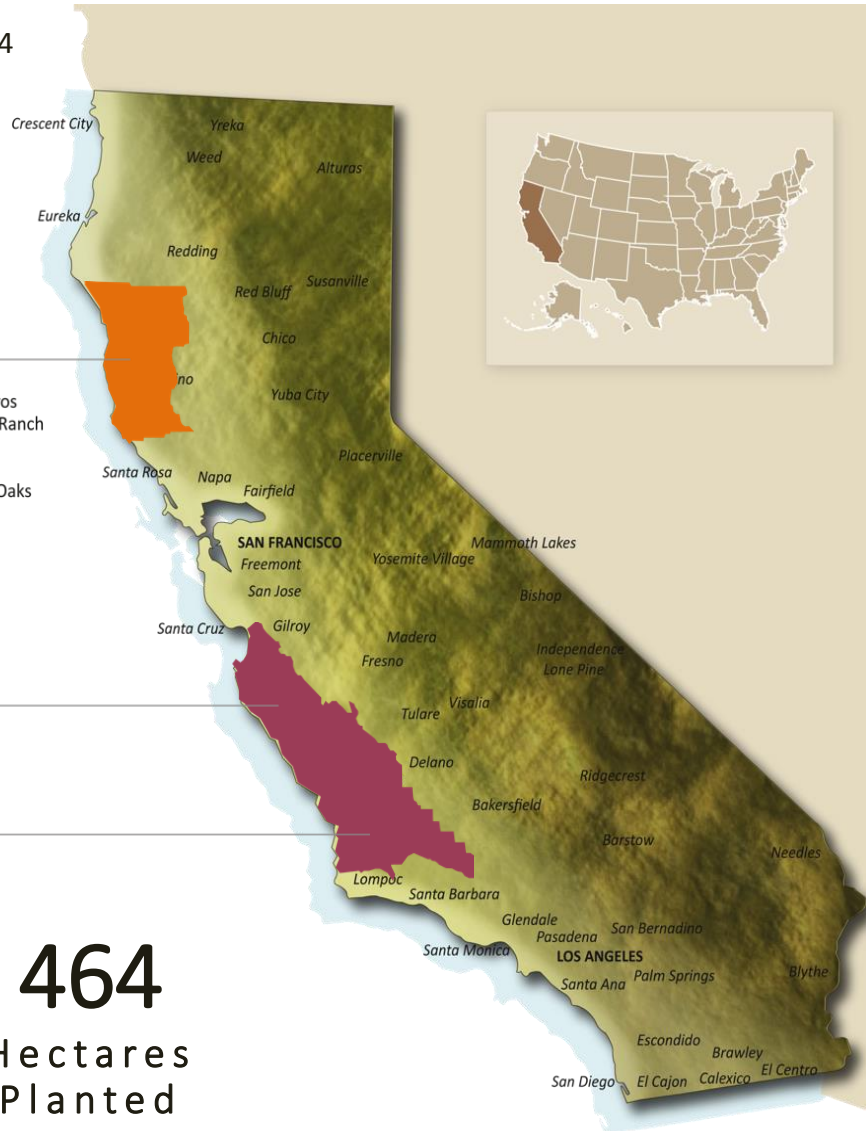 4
Crescent City
Yreka
Weed
Alturas
Eureka
Redding
Susanville
Red Bluff
Chico
ino
Yuba City
os
Ranch
Placerville
Santa Rosa
Napa
Fairfield
Oaks
SAN FRANCISCO
Mammoth Lakes
Yosemite Village
Freemont
San Jose
Bishop
Santa Cruz
Gilroy
Madera
Independence
Fresno
Lone Pine
Visalia
Tulare
Delano
Ridgecrest
Bakersfield
Barstow
Needles
Lompoc
Santa Barbara
Glendale
San Bernadino
Pasadena
Santa Monica
LOS ANGELES
Blythe
Palm Springs
Santa Ana
464
Hectares
Planted
Escondido
Brawley
El Centro
Calexico
San Diego
El Cajon